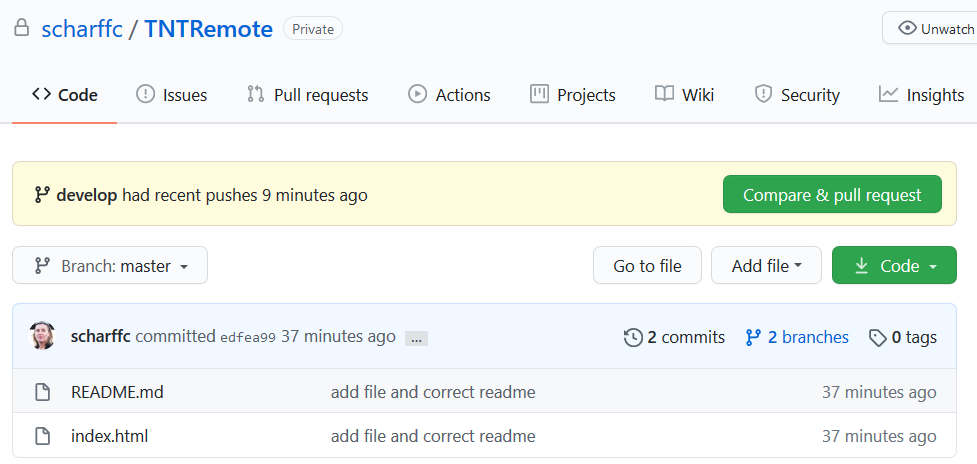 scharffc / TNTRemote Private Unwatch
Code Issues Pull requests Actions Projects Wiki Security Insights
develop had recent pushes 9 minutes ago Compare & pull request
Branch: master Go to file Add file Code
scharffc committed edfea99 37 minutes ago ... 2 commits 2 branches 0 tags
README.md add file and correct readme 37 minutes ago
index.html add file and correct readme 37 minutes ago